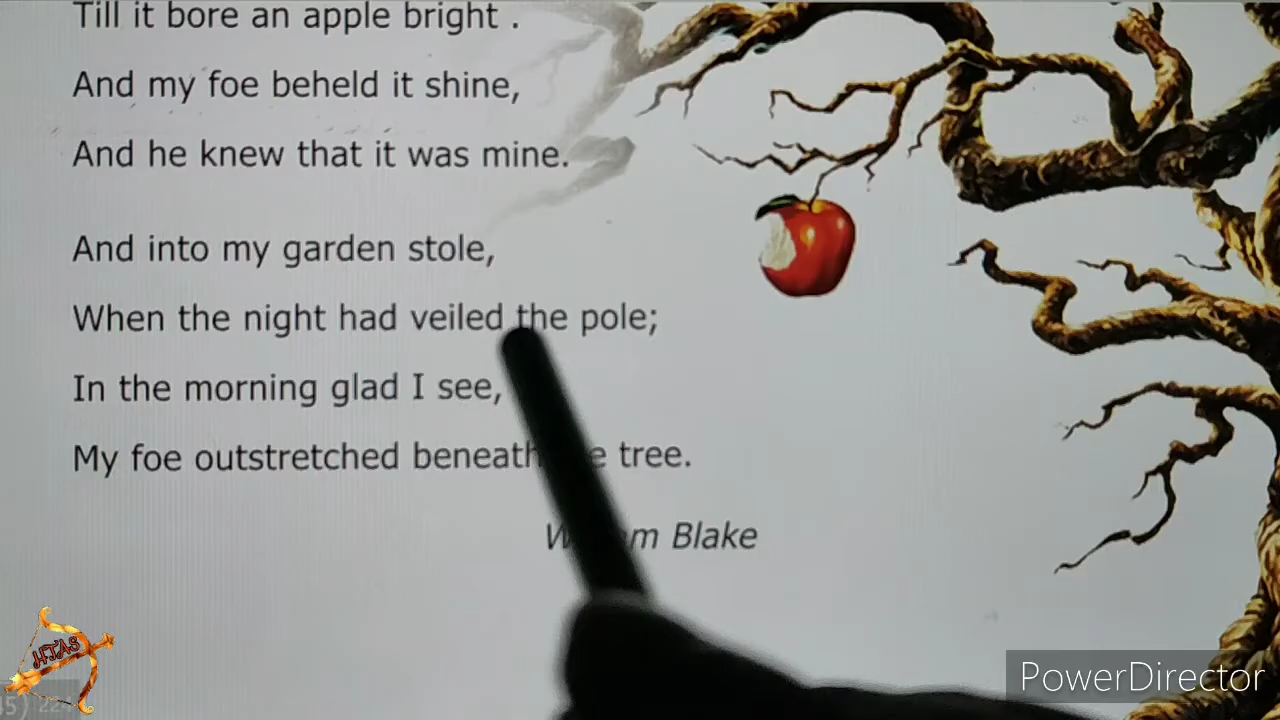 Till it bore an apple bright .
And my foe beheld it shine,
And he knew that it was mine.
And into my garden stole,
When the night had veiled the pole;
In the morning glad I see,
My foe outstretched beneath tree.
Blake
HTAS
PowerDirector